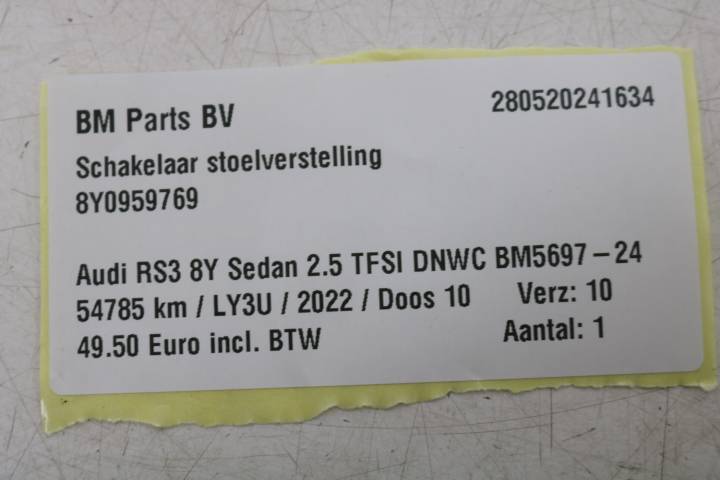 BM Parts BV 280520241634
Schakelaar stoelverstelling
8Y0959769
Audi RS3 8Y Sedan 2.5 TFSI DNWC BM5697-24
54785 km / LY3U / 2022 / Doos 10 Verz: 10
49.50 Euro incl. BTW Aantal: 1